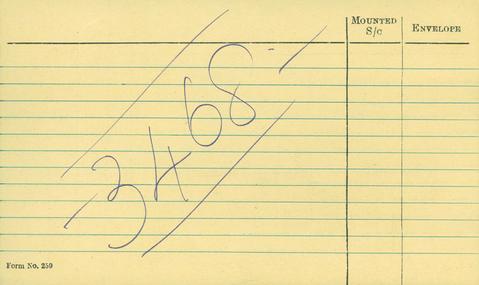 MOUNTED S/C
ENVELOPE
3468-
Form No. 259